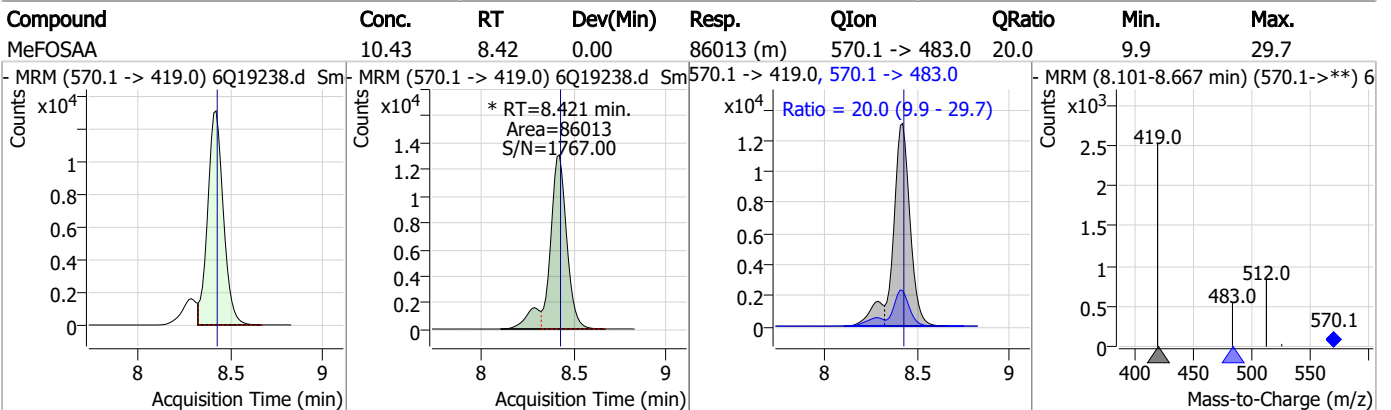 Compound Conc. RT Dev(Min) Resp. QIon QRatio Min. Max.
MeFOSAA 10.43 8.42 0.00 86013 (m) 570.1 -> 483.0 20.0 9.9 29.7
- MRM (570.1 -> 419.0) 6Q19238.d Sm
Counts
x10⁴
1
0.8
0.6
0.4
0.2
0
8 8.5 9
Acquisition Time (min)
- MRM (570.1 -> 419.0) 6Q19238.d Sm
Counts
x10⁴
* RT=8.421 min.
Area=86013
S/N=1767.00
1.4
1.2
1
0.8
0.6
0.4
0.2
0
8 8.5 9
Acquisition Time (min)
570.1 -> 419.0, 570.1 -> 483.0
Counts
x10⁴
Ratio = 20.0 (9.9 - 29.7)
1.2
1
0.8
0.6
0.4
0.2
0
8 8.5 9
Acquisition Time (min)
- MRM (8.101-8.667 min) (570.1->**) 6
Counts
x10³
2.5
2
1.5
1
0.5
0
419.0
512.0
483.0
570.1
400 450 500 550
Mass-to-Charge (m/z)